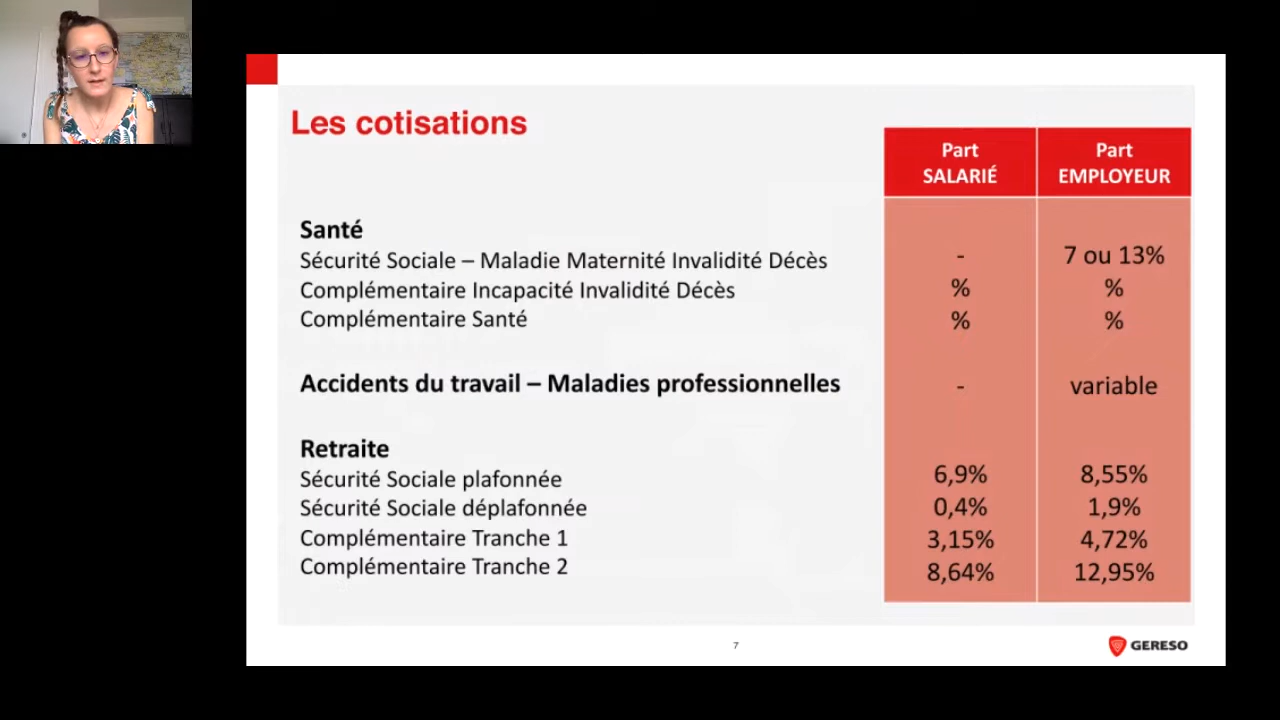 Les cotisations
Part
SALARIÉ
Part
EMPLOYEUR
Santé
Sécurité Sociale – Maladie Maternité Invalidité Décès - 7 ou 13%
Complémentaire Incapacité Invalidité Décès % %
Complémentaire Santé % %
Accidents du travail – Maladies professionnelles - variable
Retraite
Sécurité Sociale plafonnée 6,9% 8,55%
Sécurité Sociale déplafonnée 0,4% 1,9%
Complémentaire Tranche 1 3,15% 4,72%
Complémentaire Tranche 2 8,64% 12,95%
7
GERESO